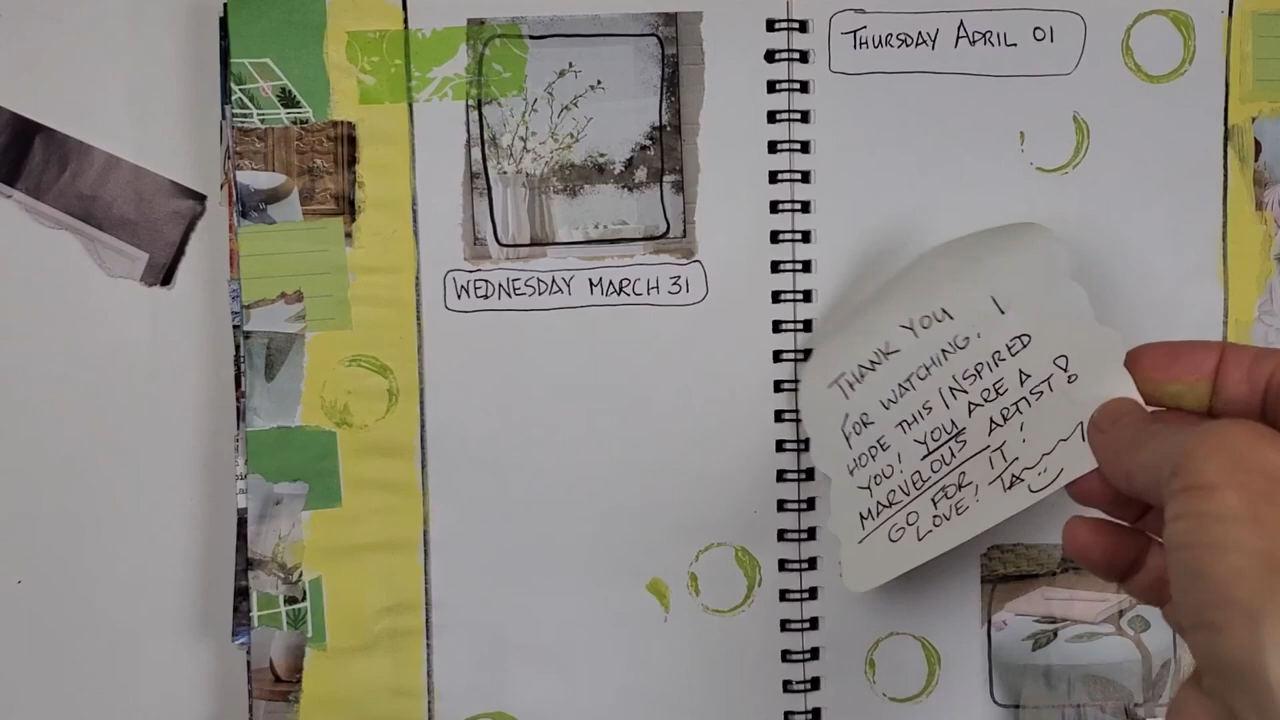 WEDNESDAY MARCH 31
THURSDAY APRIL 01
THANK YOU
FOR WATCHING. I
HOPE THIS INSPIRED
YOU! YOU ARE A
MARVELOUS ARTIST!
GO FOR IT!
LOVE!